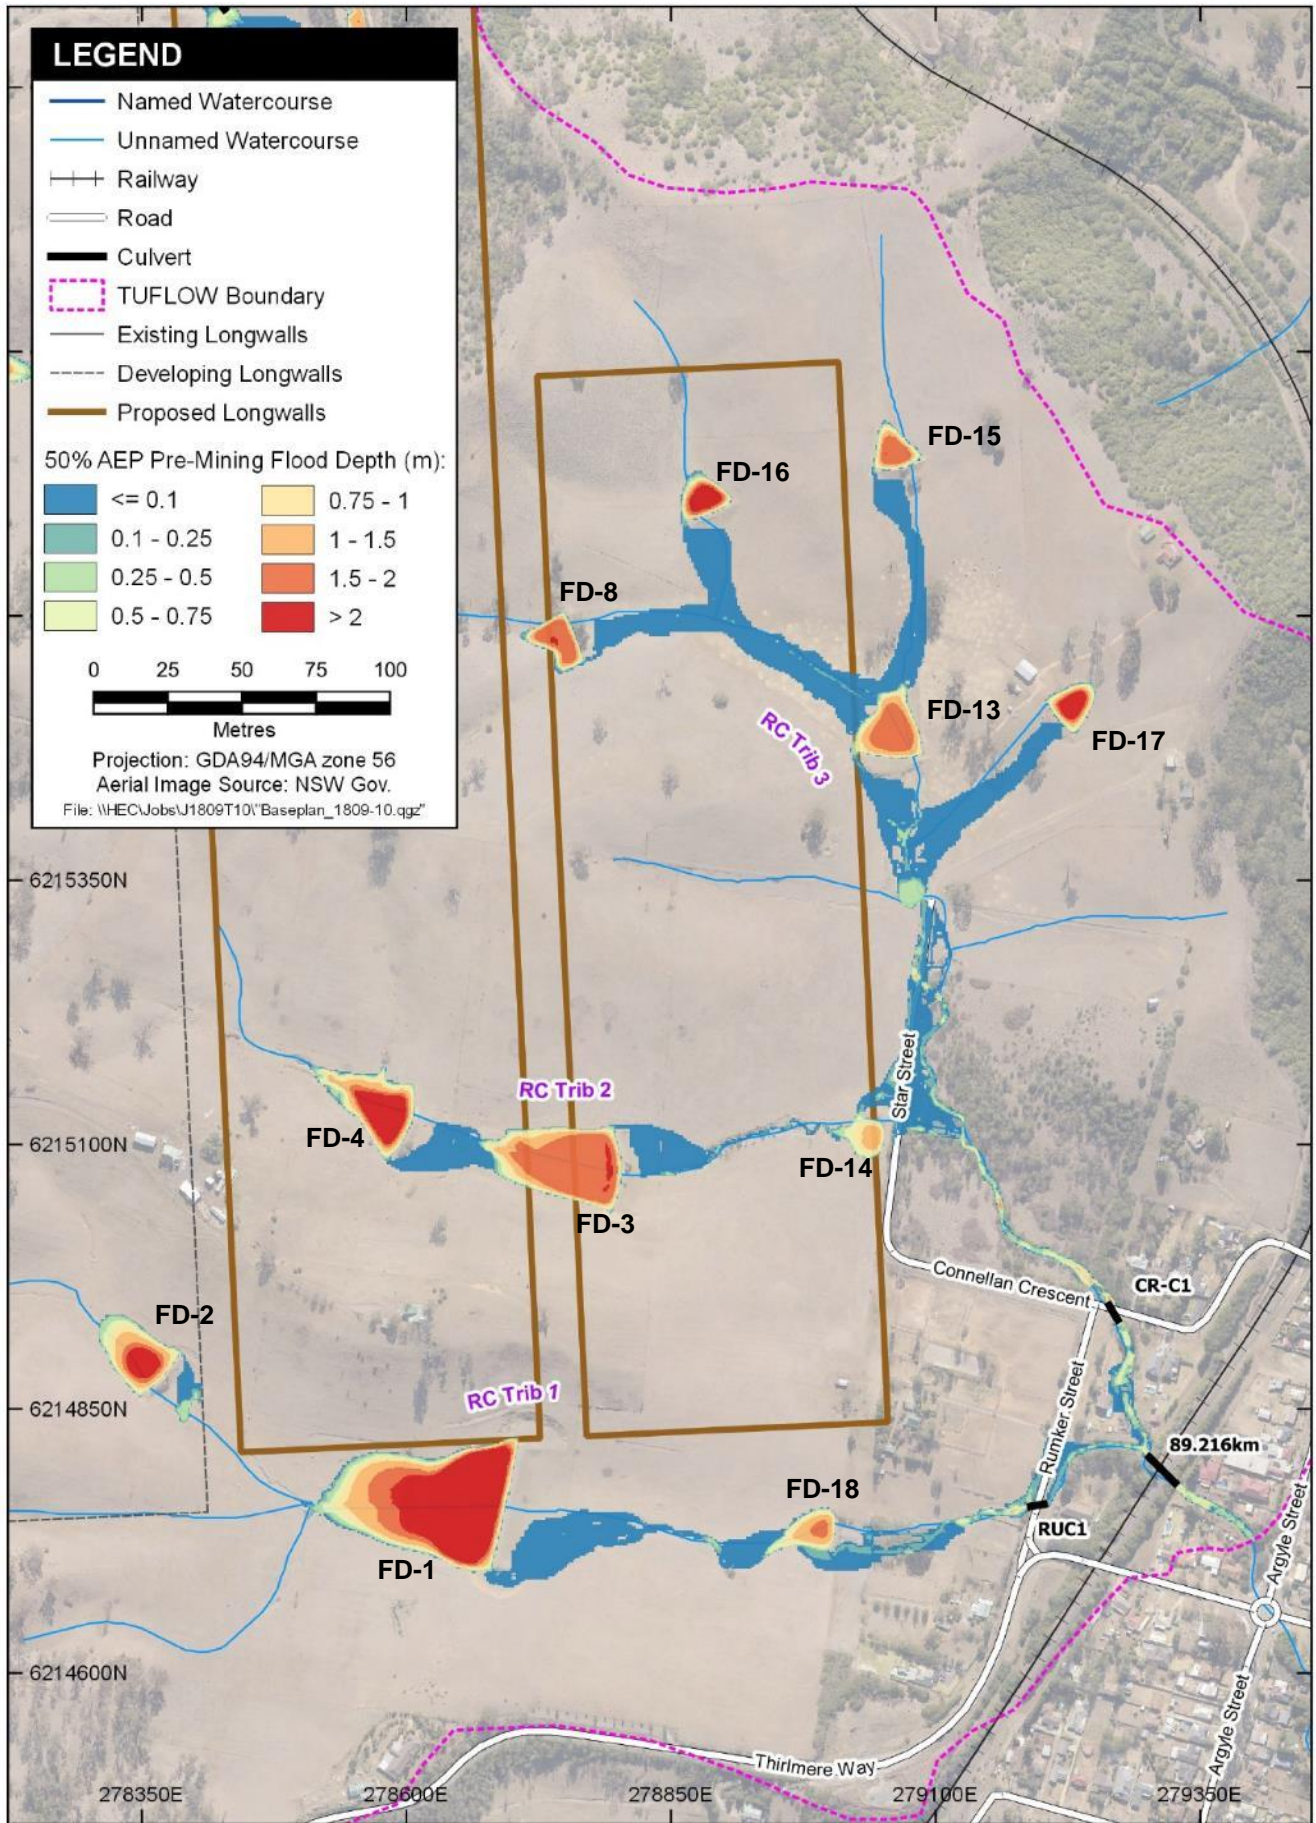 LEGEND
Named Watercourse
Unnamed Watercourse
Railway
Road
Culvert
TUFLOW Boundary
Existing Longwalls
Developing Longwalls
Proposed Longwalls
50% AEP Pre-Mining Flood Depth (m):
<= 0.1
0.75 - 1
0.1 - 0.25
1 - 1.5
0.25 - 0.5
1.5 - 2
0.5 - 0.75
> 2
0 25 50 75 100
Metres
Projection: GDA94/MGA zone 56
Aerial Image Source: NSW Gov.
File: \\HEC\Jobs\J1809T10\"Baseplan_1809-10.qgz"
FD-15
FD-16
FD-8
FD-13
RC Trib 3
FD-17
6215350N
Star Street
RC Trib 2
FD-4
6215100N
FD-14
FD-3
Connellan Crescent
CR-C1
FD-2
RC Trib 1
Rumker Street
6214850N
89.216km
FD-18
RUC1
Argyle Street
FD-1
6214600N
Argyle Street
Thirlmere Way
278350E
278600E
278850E
279100E
279350E